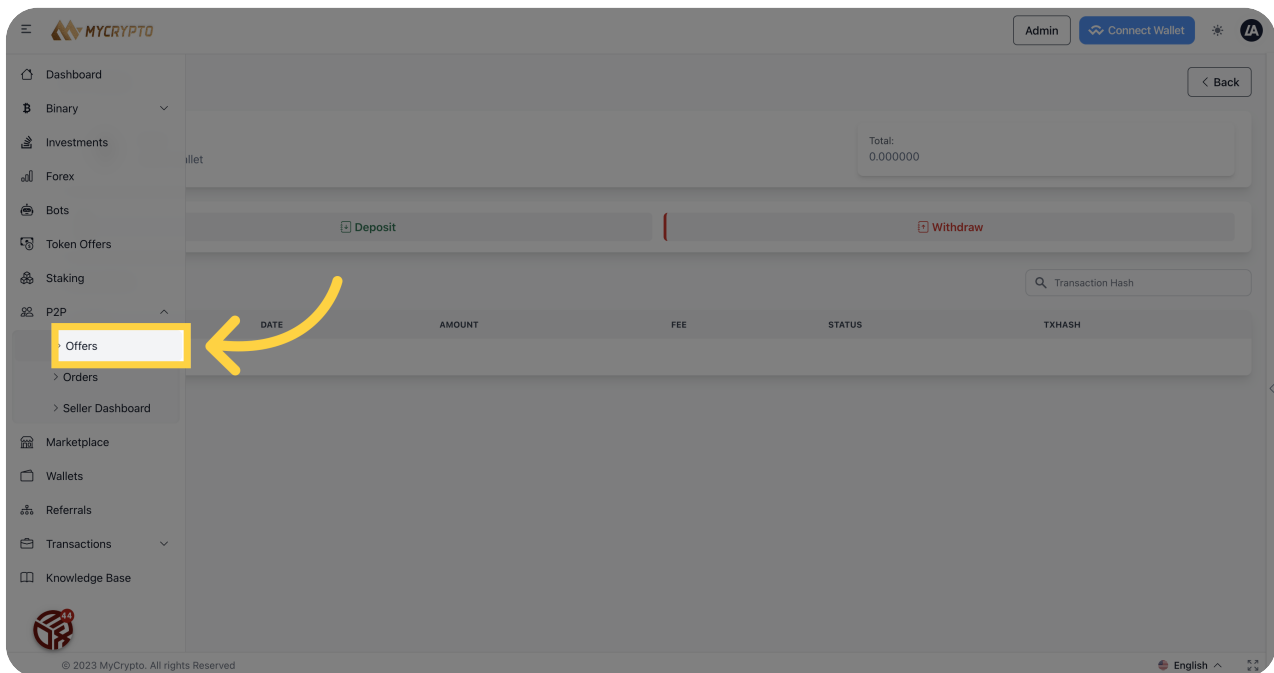 MYCRYPTO
Admin
Connect Wallet
Dashboard
Back
Binary
Investments
Total:
allet
0.000000
Forex
Bots
Deposit
Withdraw
Token Offers
Staking
Transaction Hash
P2P
DATE AMOUNT FEE STATUS TXHASH
Offers
Orders
Seller Dashboard
Marketplace
Wallets
Referrals
Transactions
Knowledge Base
44
© 2023 MyCrypto. All rights Reserved
English